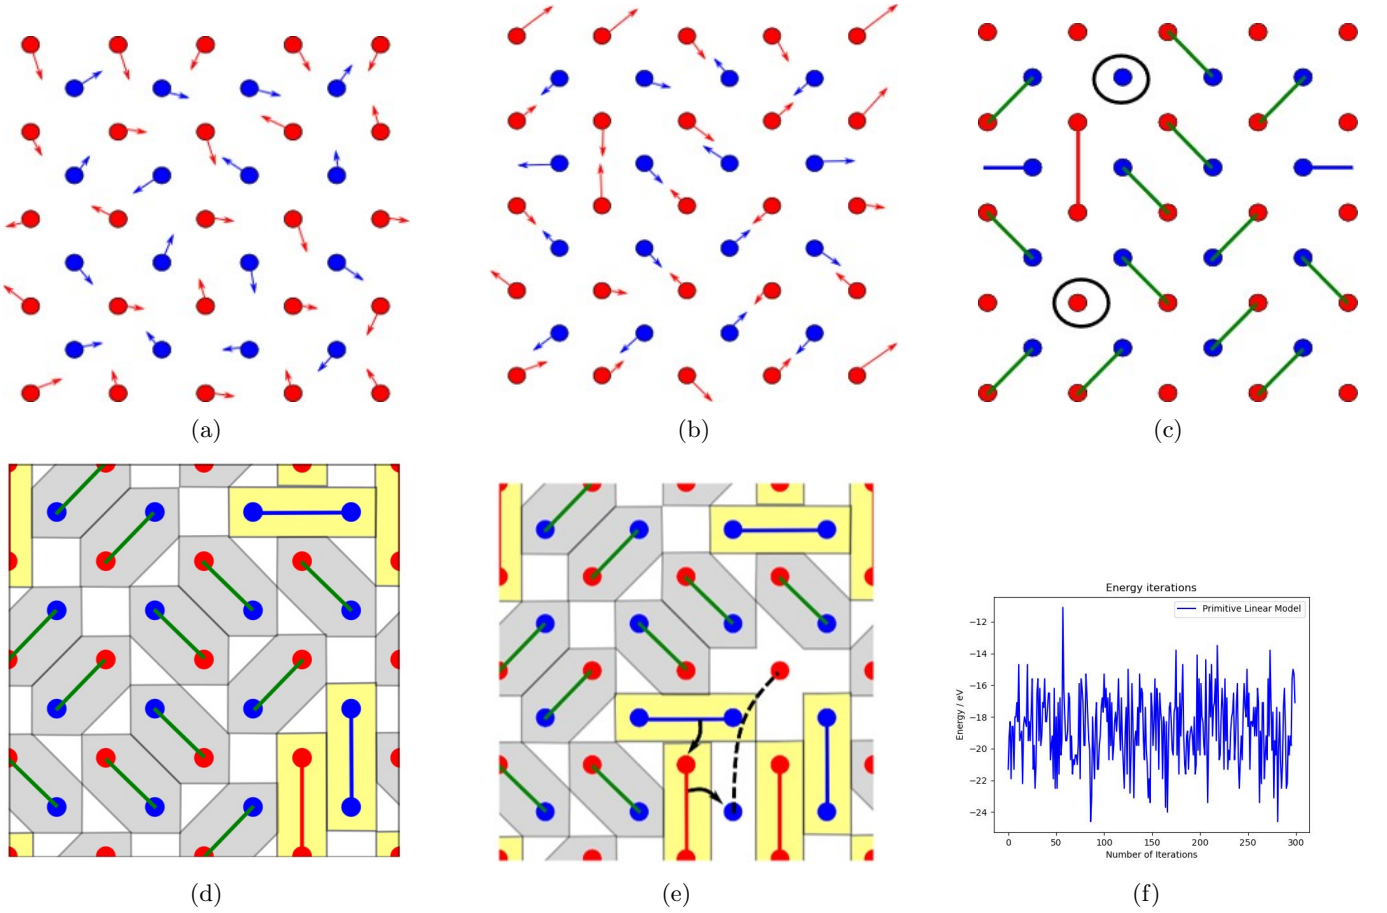 (a)
(b)
(c)
(d)
(e)
Energy iterations
Primitive Linear Model
−12
−14
−16
−18
−20
−22
−24
Energy / eV
0
50
100
150
200
250
300
Number of Iterations
(f)